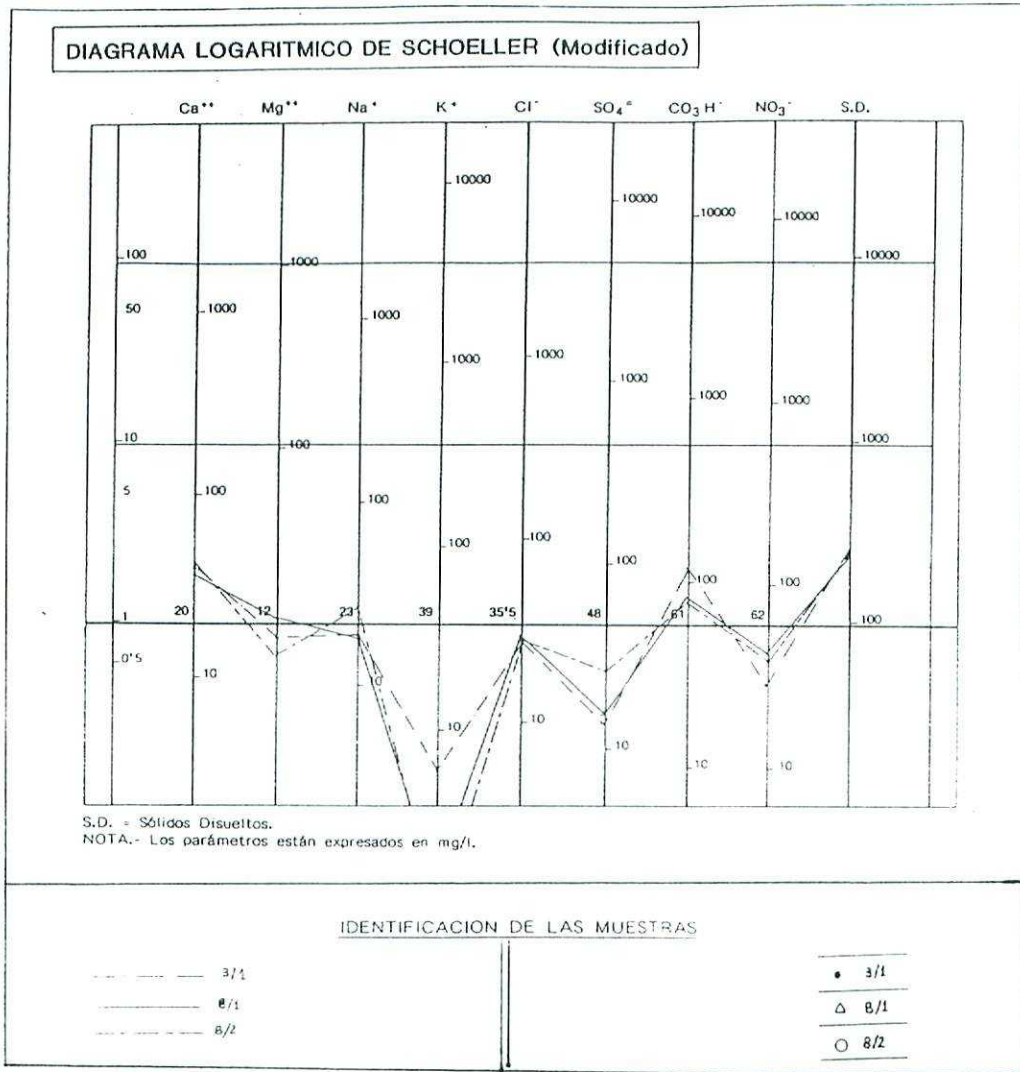 DIAGRAMA LOGARITMICO DE SCHOELLER (Modificado)
Ca⁺⁺ Mg⁺⁺ Na⁺ K⁺ Cl⁻ SO₄⁼ CO₃H⁻ NO₃⁻ S.D.
10000
10000
10000 10000
100 1000 10000
50 1000 1000
1000 1000
1000 1000 1000
10 100 1000
5 100 100
100 100 100
100 100
1 20 12 23 39 35'5 48 61 62 100
0'5 10 10
10 10 10
10 10
S.D. = Sólidos Disueltos.
NOTA.- Los parámetros están expresados en mg/l.
IDENTIFICACION DE LAS MUESTRAS
3/1
8/1
8/2
3/1
8/1
8/2